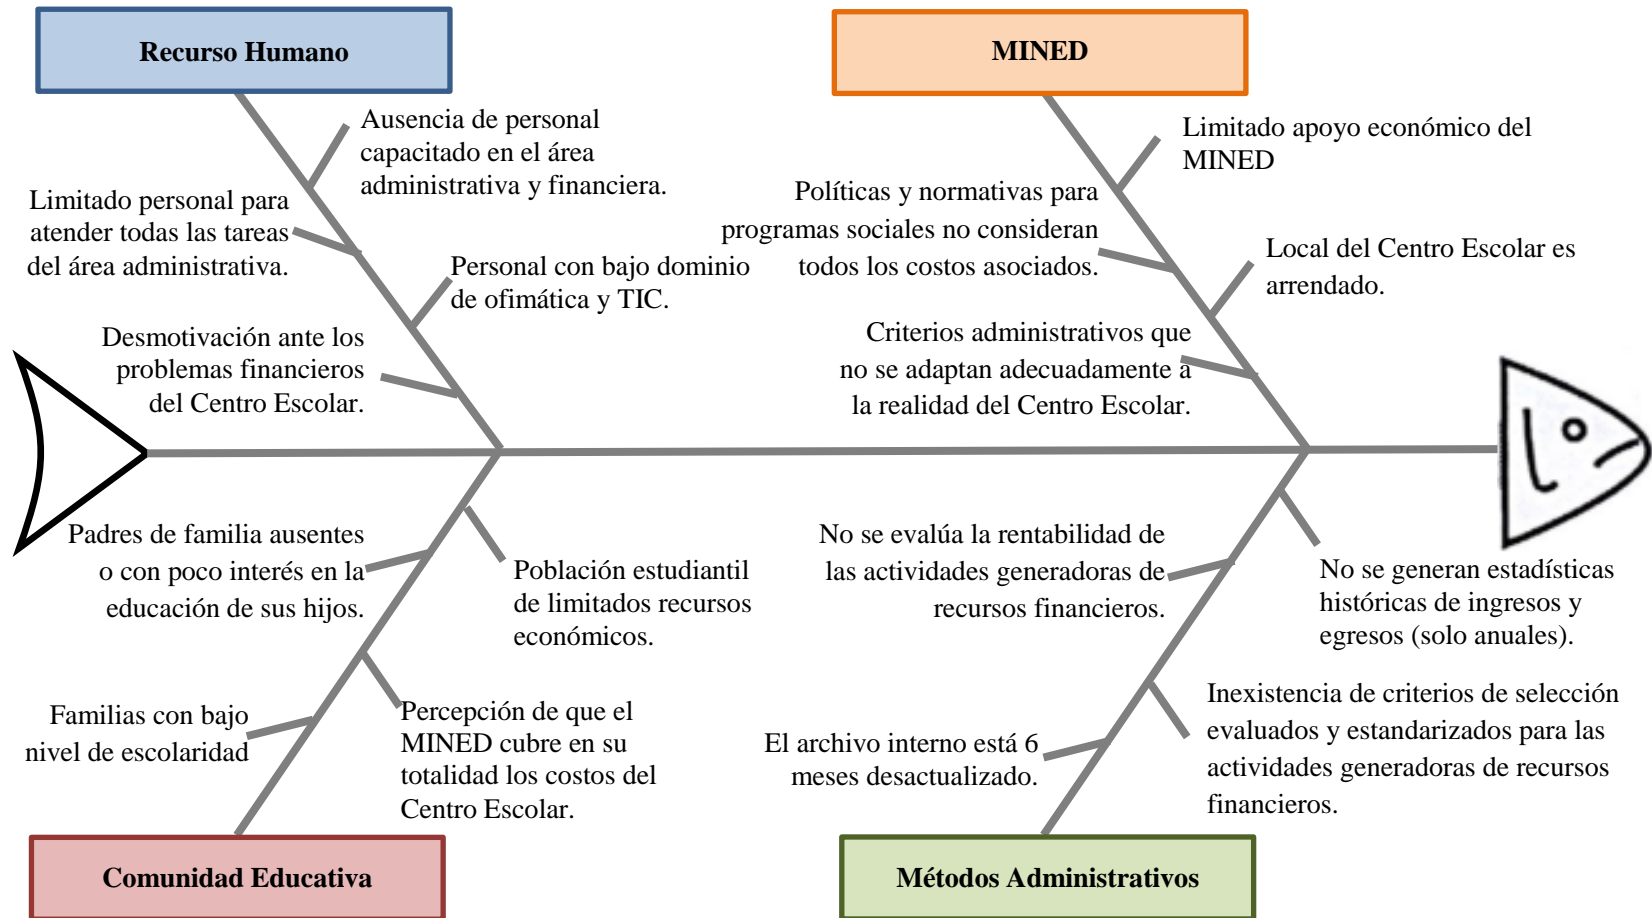 Recurso Humano
MINED
Ausencia de personal
capacitado en el área
administrativa y financiera.
Limitado personal para
atender todas las tareas
del área administrativa.
Personal con bajo dominio
de ofimática y TIC.
Desmotivación ante los
problemas financieros
del Centro Escolar.
Limitado apoyo económico del
MINED
Políticas y normativas para
programas sociales no consideran
todos los costos asociados.
Local del Centro Escolar es
arrendado.
Criterios administrativos que
no se adaptan adecuadamente a
la realidad del Centro Escolar.
Padres de familia ausentes
o con poco interés en la
educación de sus hijos.
Población estudiantil
de limitados recursos
económicos.
Familias con bajo
nivel de escolaridad
Percepción de que el
MINED cubre en su
totalidad los costos del
Centro Escolar.
No se evalúa la rentabilidad de
las actividades generadoras de
recursos financieros.
No se generan estadísticas
históricas de ingresos y
egresos (solo anuales).
El archivo interno está 6
meses desactualizado.
Inexistencia de criterios de selección
evaluados y estandarizados para las
actividades generadoras de recursos
financieros.
Comunidad Educativa
Métodos Administrativos